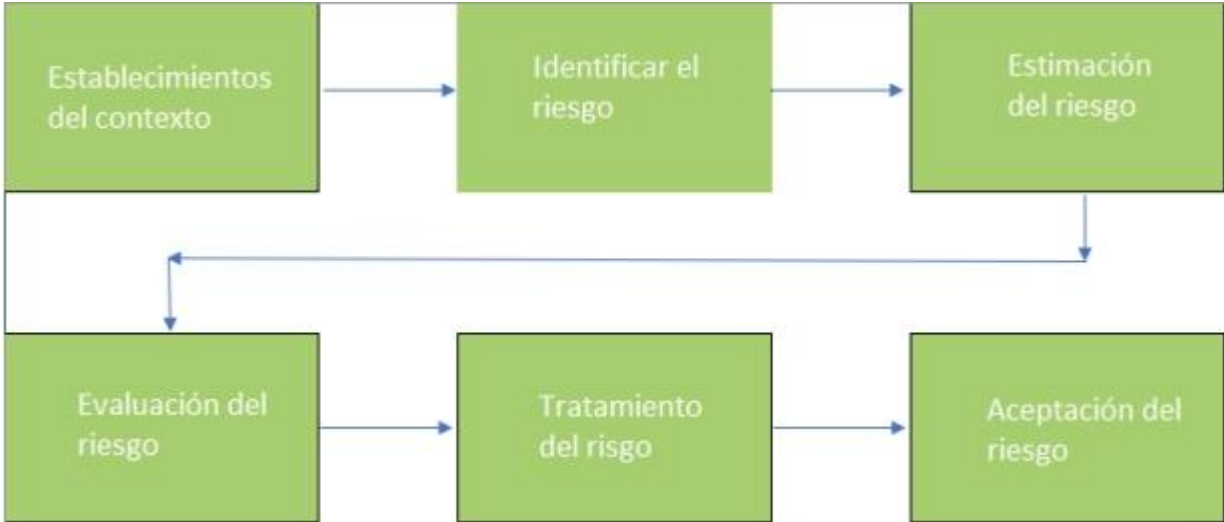 Establecimientos
del contexto
Identificar el
riesgo
Estimación
del riesgo
Evaluación del
riesgo
Tratamiento
del risgo
Aceptación del
riesgo